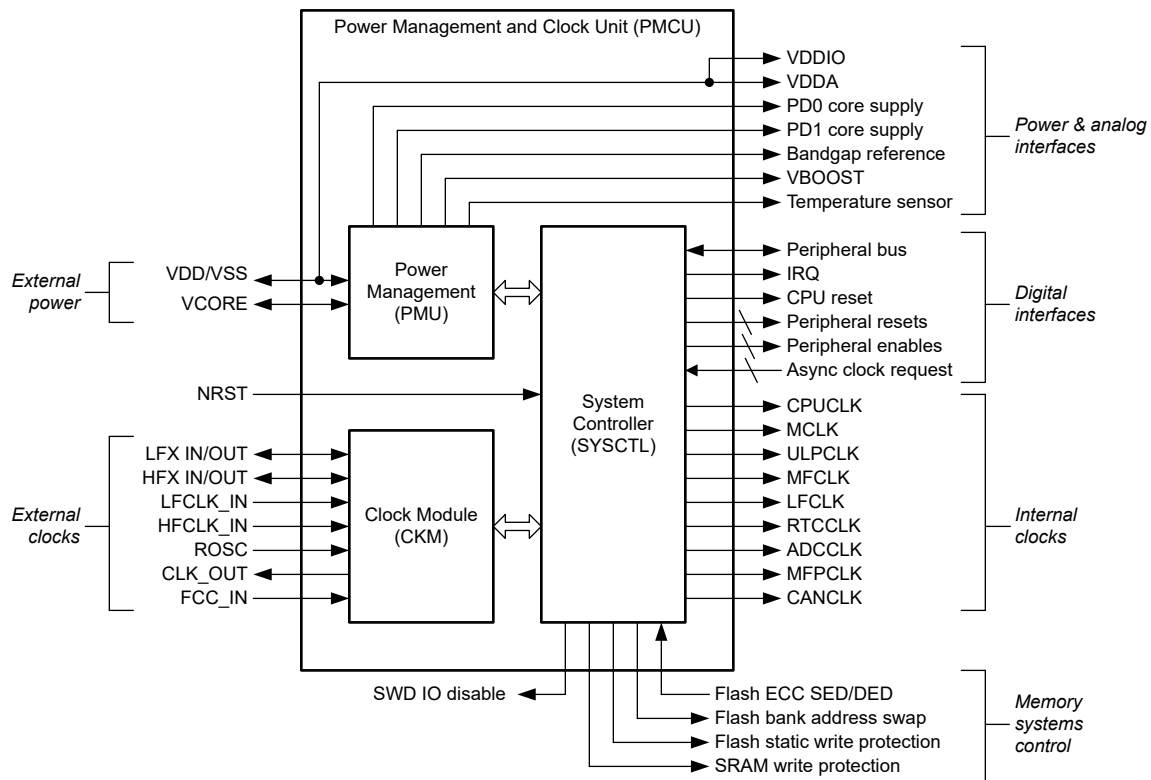 Power Management and Clock Unit (PMCU)
VDDIO
VDDA
PD0 core supply
PD1 core supply
Bandgap reference
VBOOST
Temperature sensor
Power & analog
interfaces
External
power
VDD/VSS
VCORE
Power
Management
(PMU)
Peripheral bus
IRQ
CPU reset
Peripheral resets
Peripheral enables
Async clock request
Digital
interfaces
NRST
System
Controller
(SYSCTL)
External
clocks
LFX IN/OUT
HFX IN/OUT
LFCLK_IN
HFCLK_IN
ROSC
CLK_OUT
FCC_IN
Clock Module
(CKM)
CPUCLK
MCLK
ULPCLK
MFCLK
LFCLK
RTCCLK
ADCCLK
MFPCLK
CANCLK
Internal
clocks
SWD IO disable
Flash ECC SED/DED
Flash bank address swap
Flash static write protection
SRAM write protection
Memory
systems
control